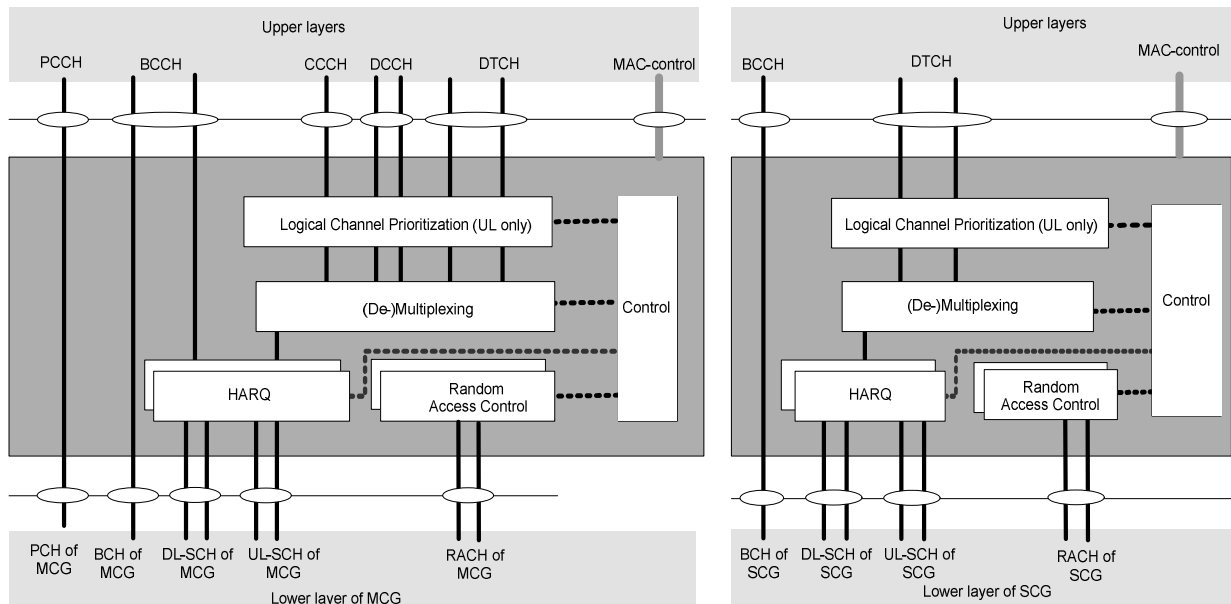 Upper layers
PCCH
BCCH
CCCH
DCCH
DTCH
MAC-control
Logical Channel Prioritization (UL only)
(De-)Multiplexing
Control
HARQ
Random
Access Control
PCH of
MCG
BCH of
MCG
DL-SCH of
MCG
UL-SCH of
MCG
RACH of
MCG
Lower layer of MCG
Upper layers
BCCH
DTCH
MAC-control
Logical Channel Prioritization (UL only)
(De-)Multiplexing
Control
HARQ
Random
Access Control
BCH of
SCG
DL-SCH of
SCG
UL-SCH of
SCG
RACH of
SCG
Lower layer of SCG